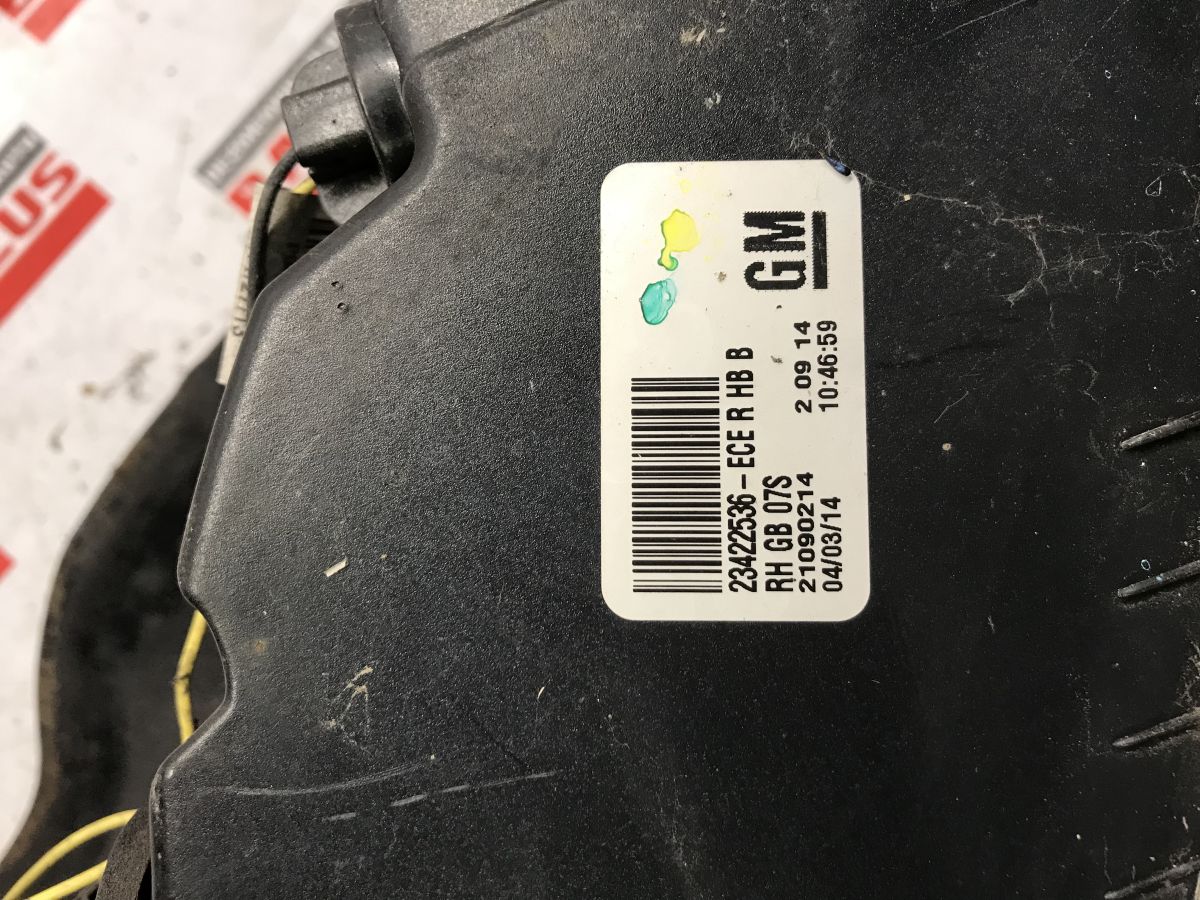 GM
23422536-ECE R HB B
RH GB 07S
21090214 2 09 14
04/03/14 10:46:59